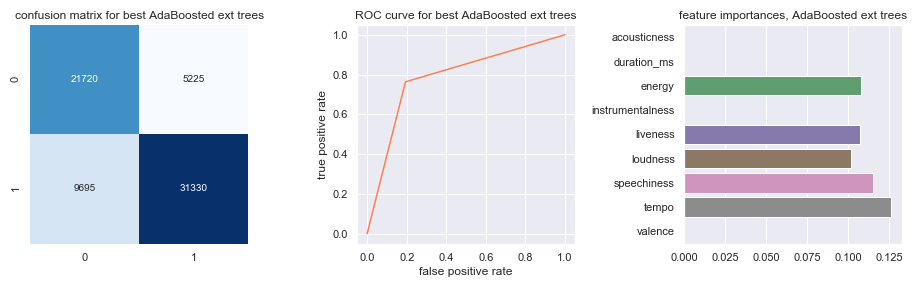 confusion matrix for best AdaBoosted ext trees
0
21720
5225
1
9695
31330
0
1
ROC curve for best AdaBoosted ext trees
true positive rate
1.0
0.8
0.6
0.4
0.2
0.0
0.0
0.2
0.4
0.6
0.8
1.0
false positive rate
feature importances, AdaBoosted ext trees
acousticness
duration_ms
energy
instrumentalness
liveness
loudness
speechiness
tempo
valence
0.000
0.025
0.050
0.075
0.100
0.125